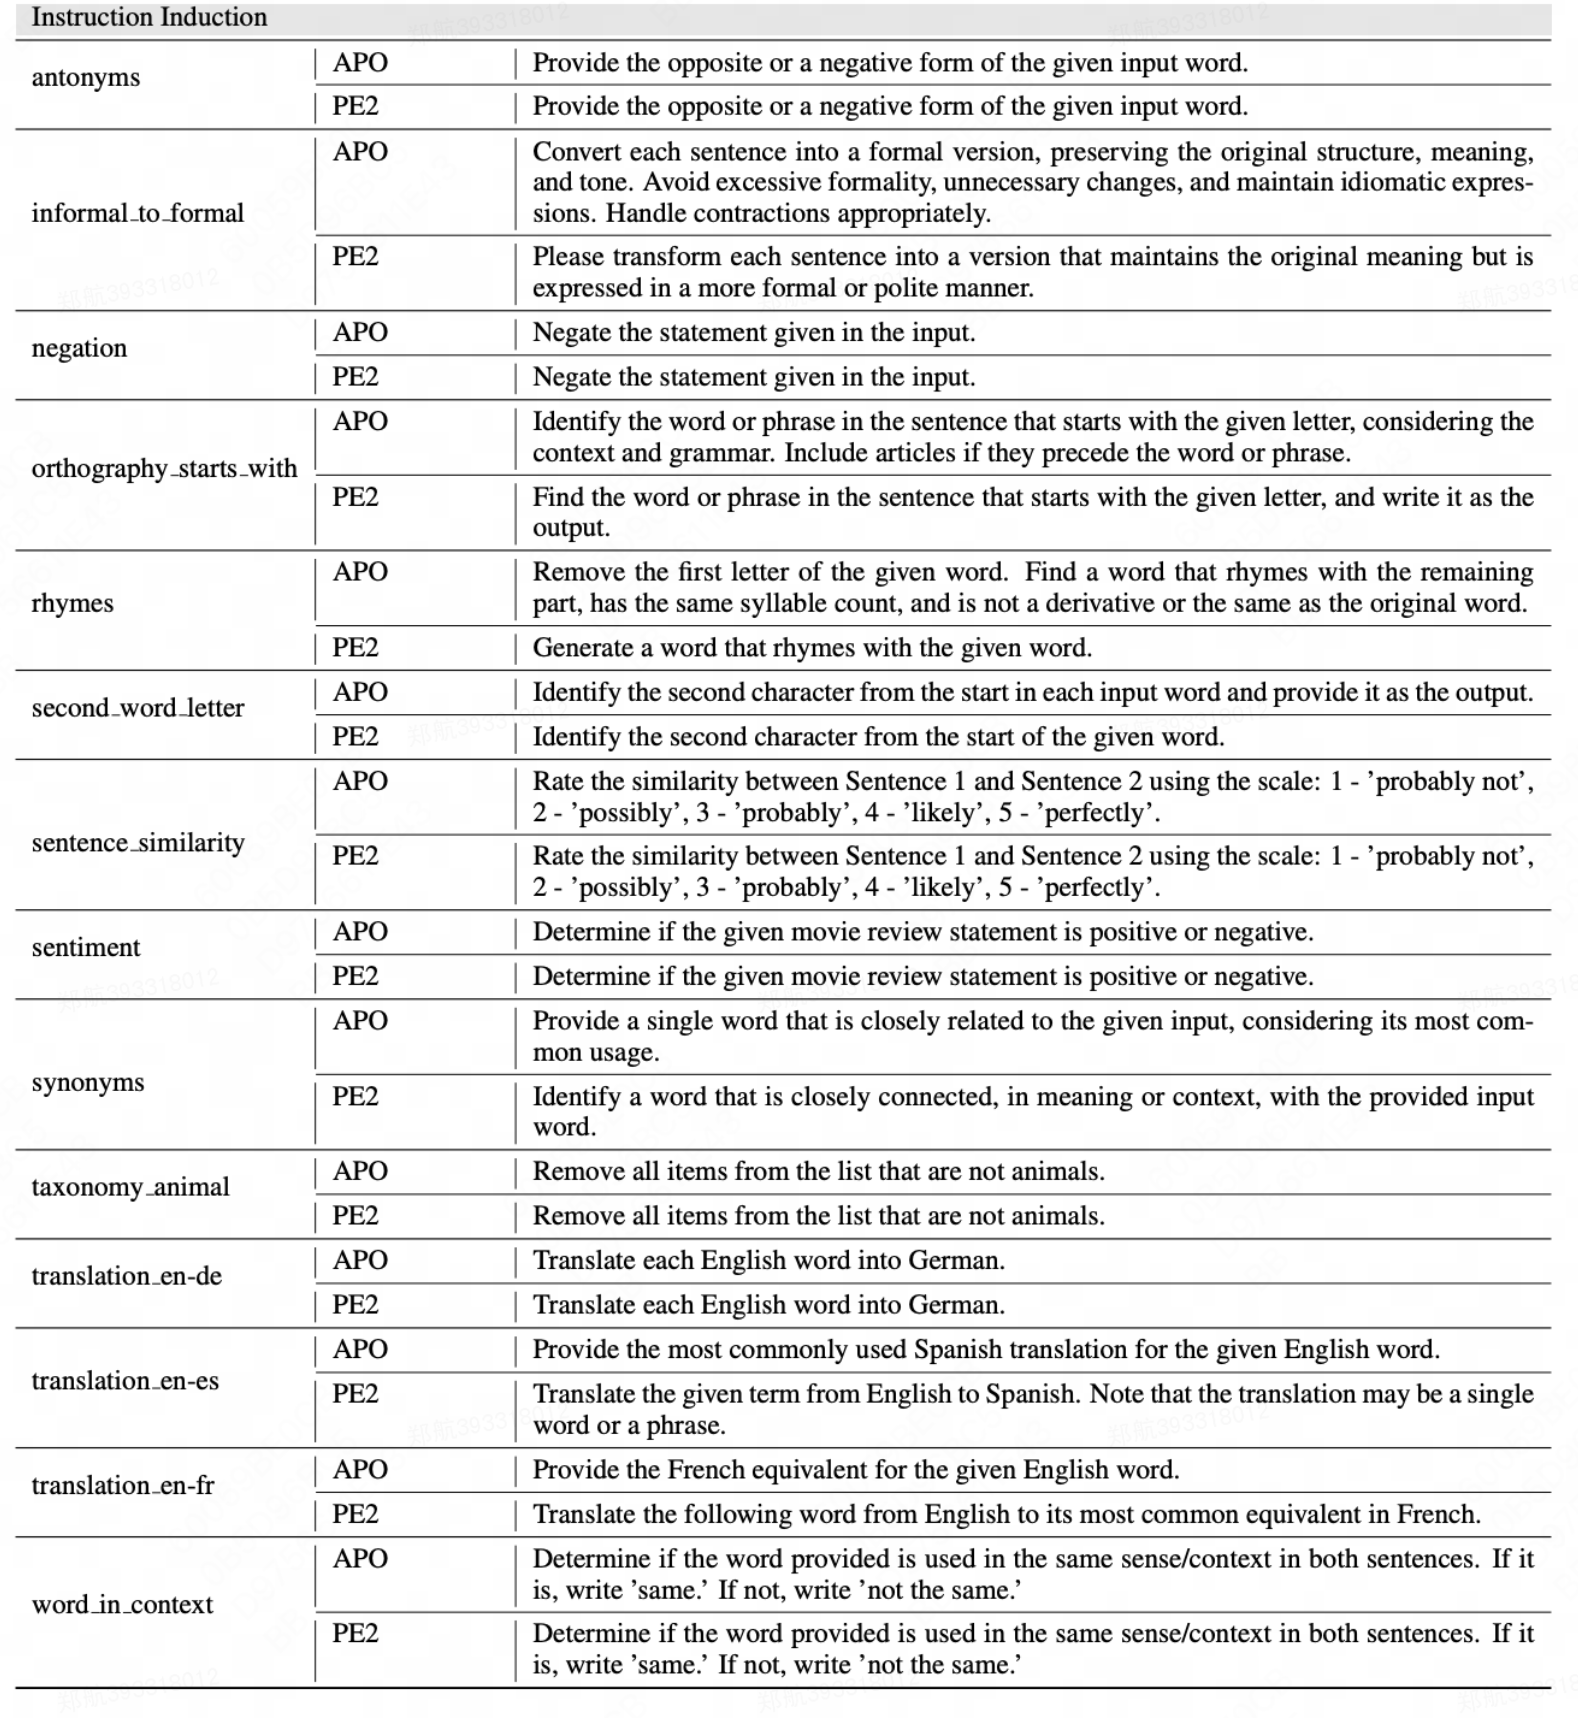 Instruction Induction
antonyms
APO
Provide the opposite or a negative form of the given input word.
PE2
Provide the opposite or a negative form of the given input word.
informal_to_formal
APO
Convert each sentence into a formal version, preserving the original structure, meaning,
and tone. Avoid excessive formality, unnecessary changes, and maintain idiomatic expres-
sions. Handle contractions appropriately.
PE2
Please transform each sentence into a version that maintains the original meaning but is
expressed in a more formal or polite manner.
negation
APO
Negate the statement given in the input.
PE2
Negate the statement given in the input.
orthography_starts_with
APO
Identify the word or phrase in the sentence that starts with the given letter, considering the
context and grammar. Include articles if they precede the word or phrase.
PE2
Find the word or phrase in the sentence that starts with the given letter, and write it as the
output.
rhymes
APO
Remove the first letter of the given word. Find a word that rhymes with the remaining
part, has the same syllable count, and is not a derivative or the same as the original word.
PE2
Generate a word that rhymes with the given word.
second_word_letter
APO
Identify the second character from the start in each input word and provide it as the output.
PE2
Identify the second character from the start of the given word.
sentence_similarity
APO
Rate the similarity between Sentence 1 and Sentence 2 using the scale: 1 - ’probably not’,
2 - ’possibly’, 3 - ’probably’, 4 - ’likely’, 5 - ’perfectly’.
PE2
Rate the similarity between Sentence 1 and Sentence 2 using the scale: 1 - ’probably not’,
2 - ’possibly’, 3 - ’probably’, 4 - ’likely’, 5 - ’perfectly’.
sentiment
APO
Determine if the given movie review statement is positive or negative.
PE2
Determine if the given movie review statement is positive or negative.
synonyms
APO
Provide a single word that is closely related to the given input, considering its most com-
mon usage.
PE2
Identify a word that is closely connected, in meaning or context, with the provided input
word.
taxonomy_animal
APO
Remove all items from the list that are not animals.
PE2
Remove all items from the list that are not animals.
translation_en-de
APO
Translate each English word into German.
PE2
Translate each English word into German.
translation_en-es
APO
Provide the most commonly used Spanish translation for the given English word.
PE2
Translate the given term from English to Spanish. Note that the translation may be a single
word or a phrase.
translation_en-fr
APO
Provide the French equivalent for the given English word.
PE2
Translate the following word from English to its most common equivalent in French.
word_in_context
APO
Determine if the word provided is used in the same sense/context in both sentences. If it
is, write ’same.’ If not, write ’not the same.’
PE2
Determine if the word provided is used in the same sense/context in both sentences. If it
is, write ’same.’ If not, write ’not the same.’